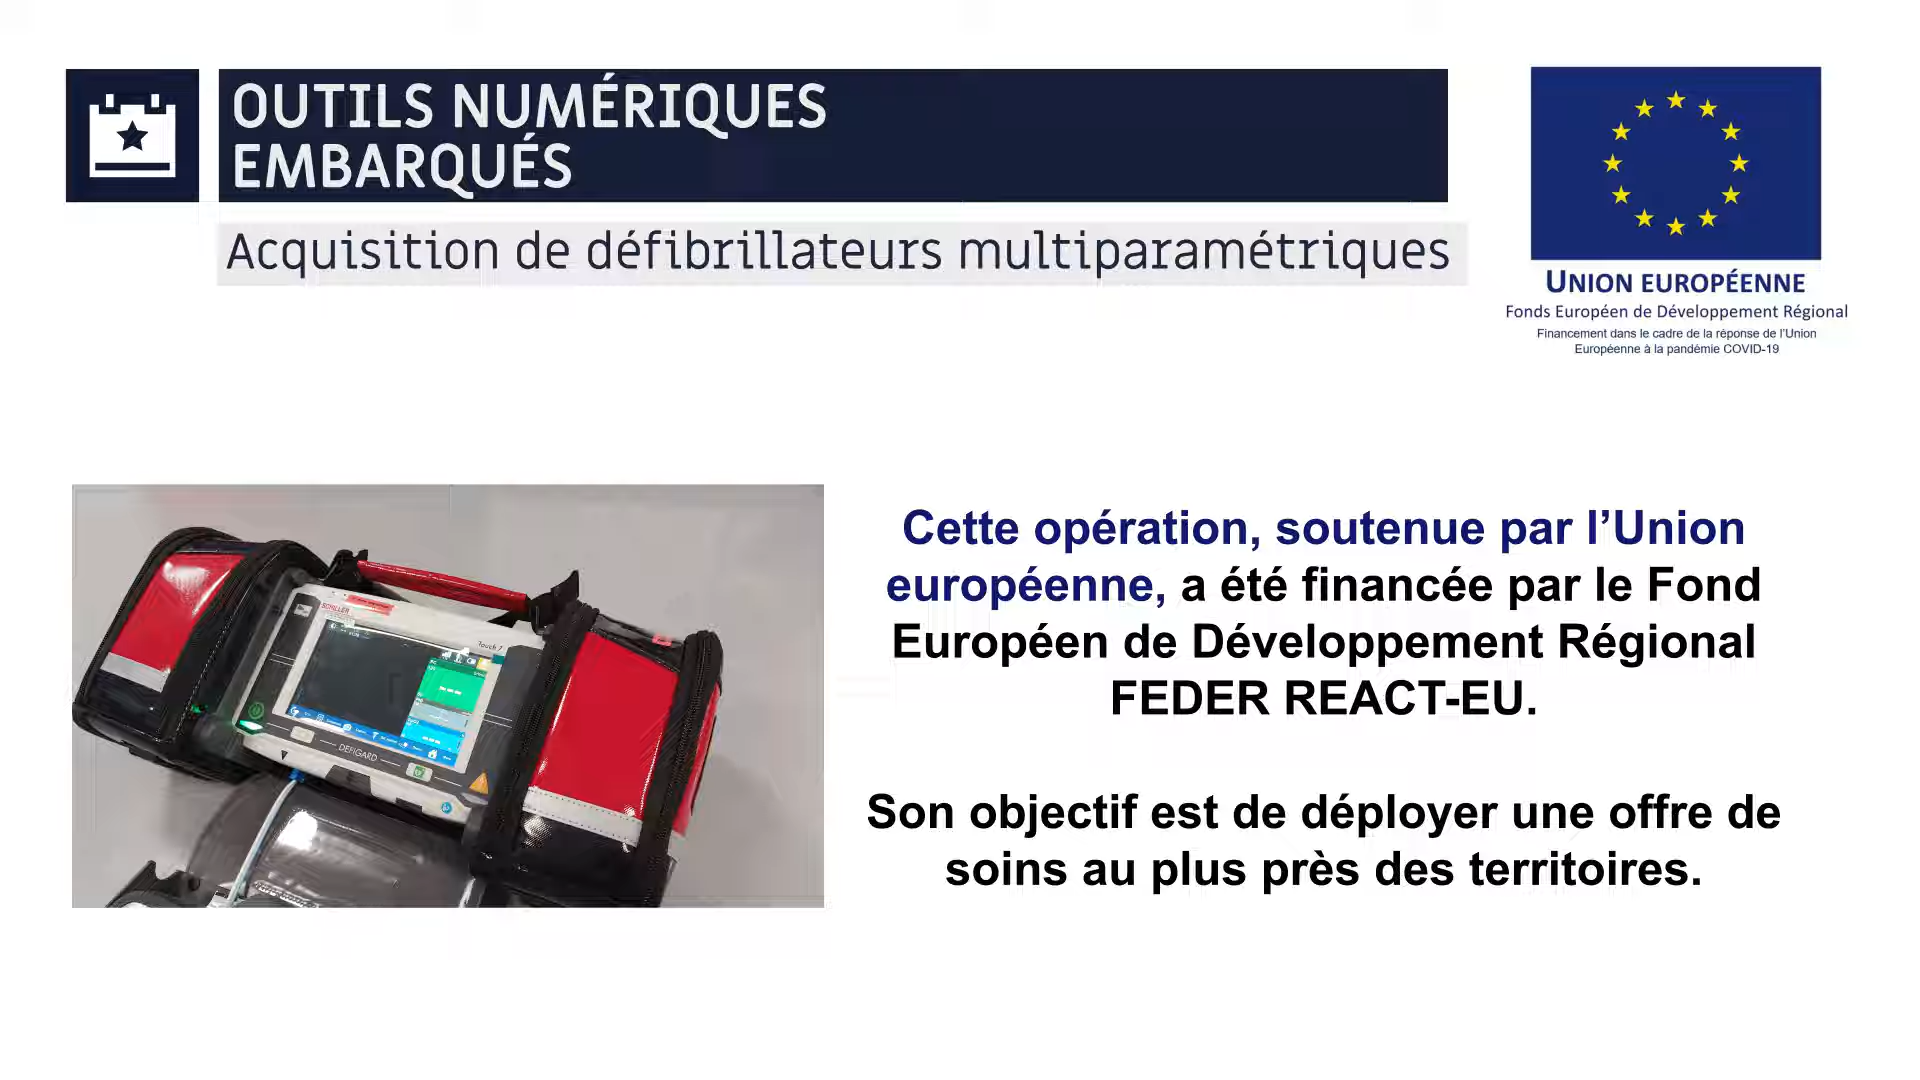 OUTILS NUMÉRIQUES
EMBARQUÉS
Acquisition de défibrillateurs multiparamétriques
UNION EUROPÉENNE
Fonds Européen de Développement Régional
Financement dans le cadre de la réponse de l'Union
Européenne à la pandémie COVID-19
SCHILLER
Touch 7
DEFIGARD
Cette opération, soutenue par l’Union
européenne, a été financée par le Fond
Européen de Développement Régional
FEDER REACT-EU.
Son objectif est de déployer une offre de
soins au plus près des territoires.